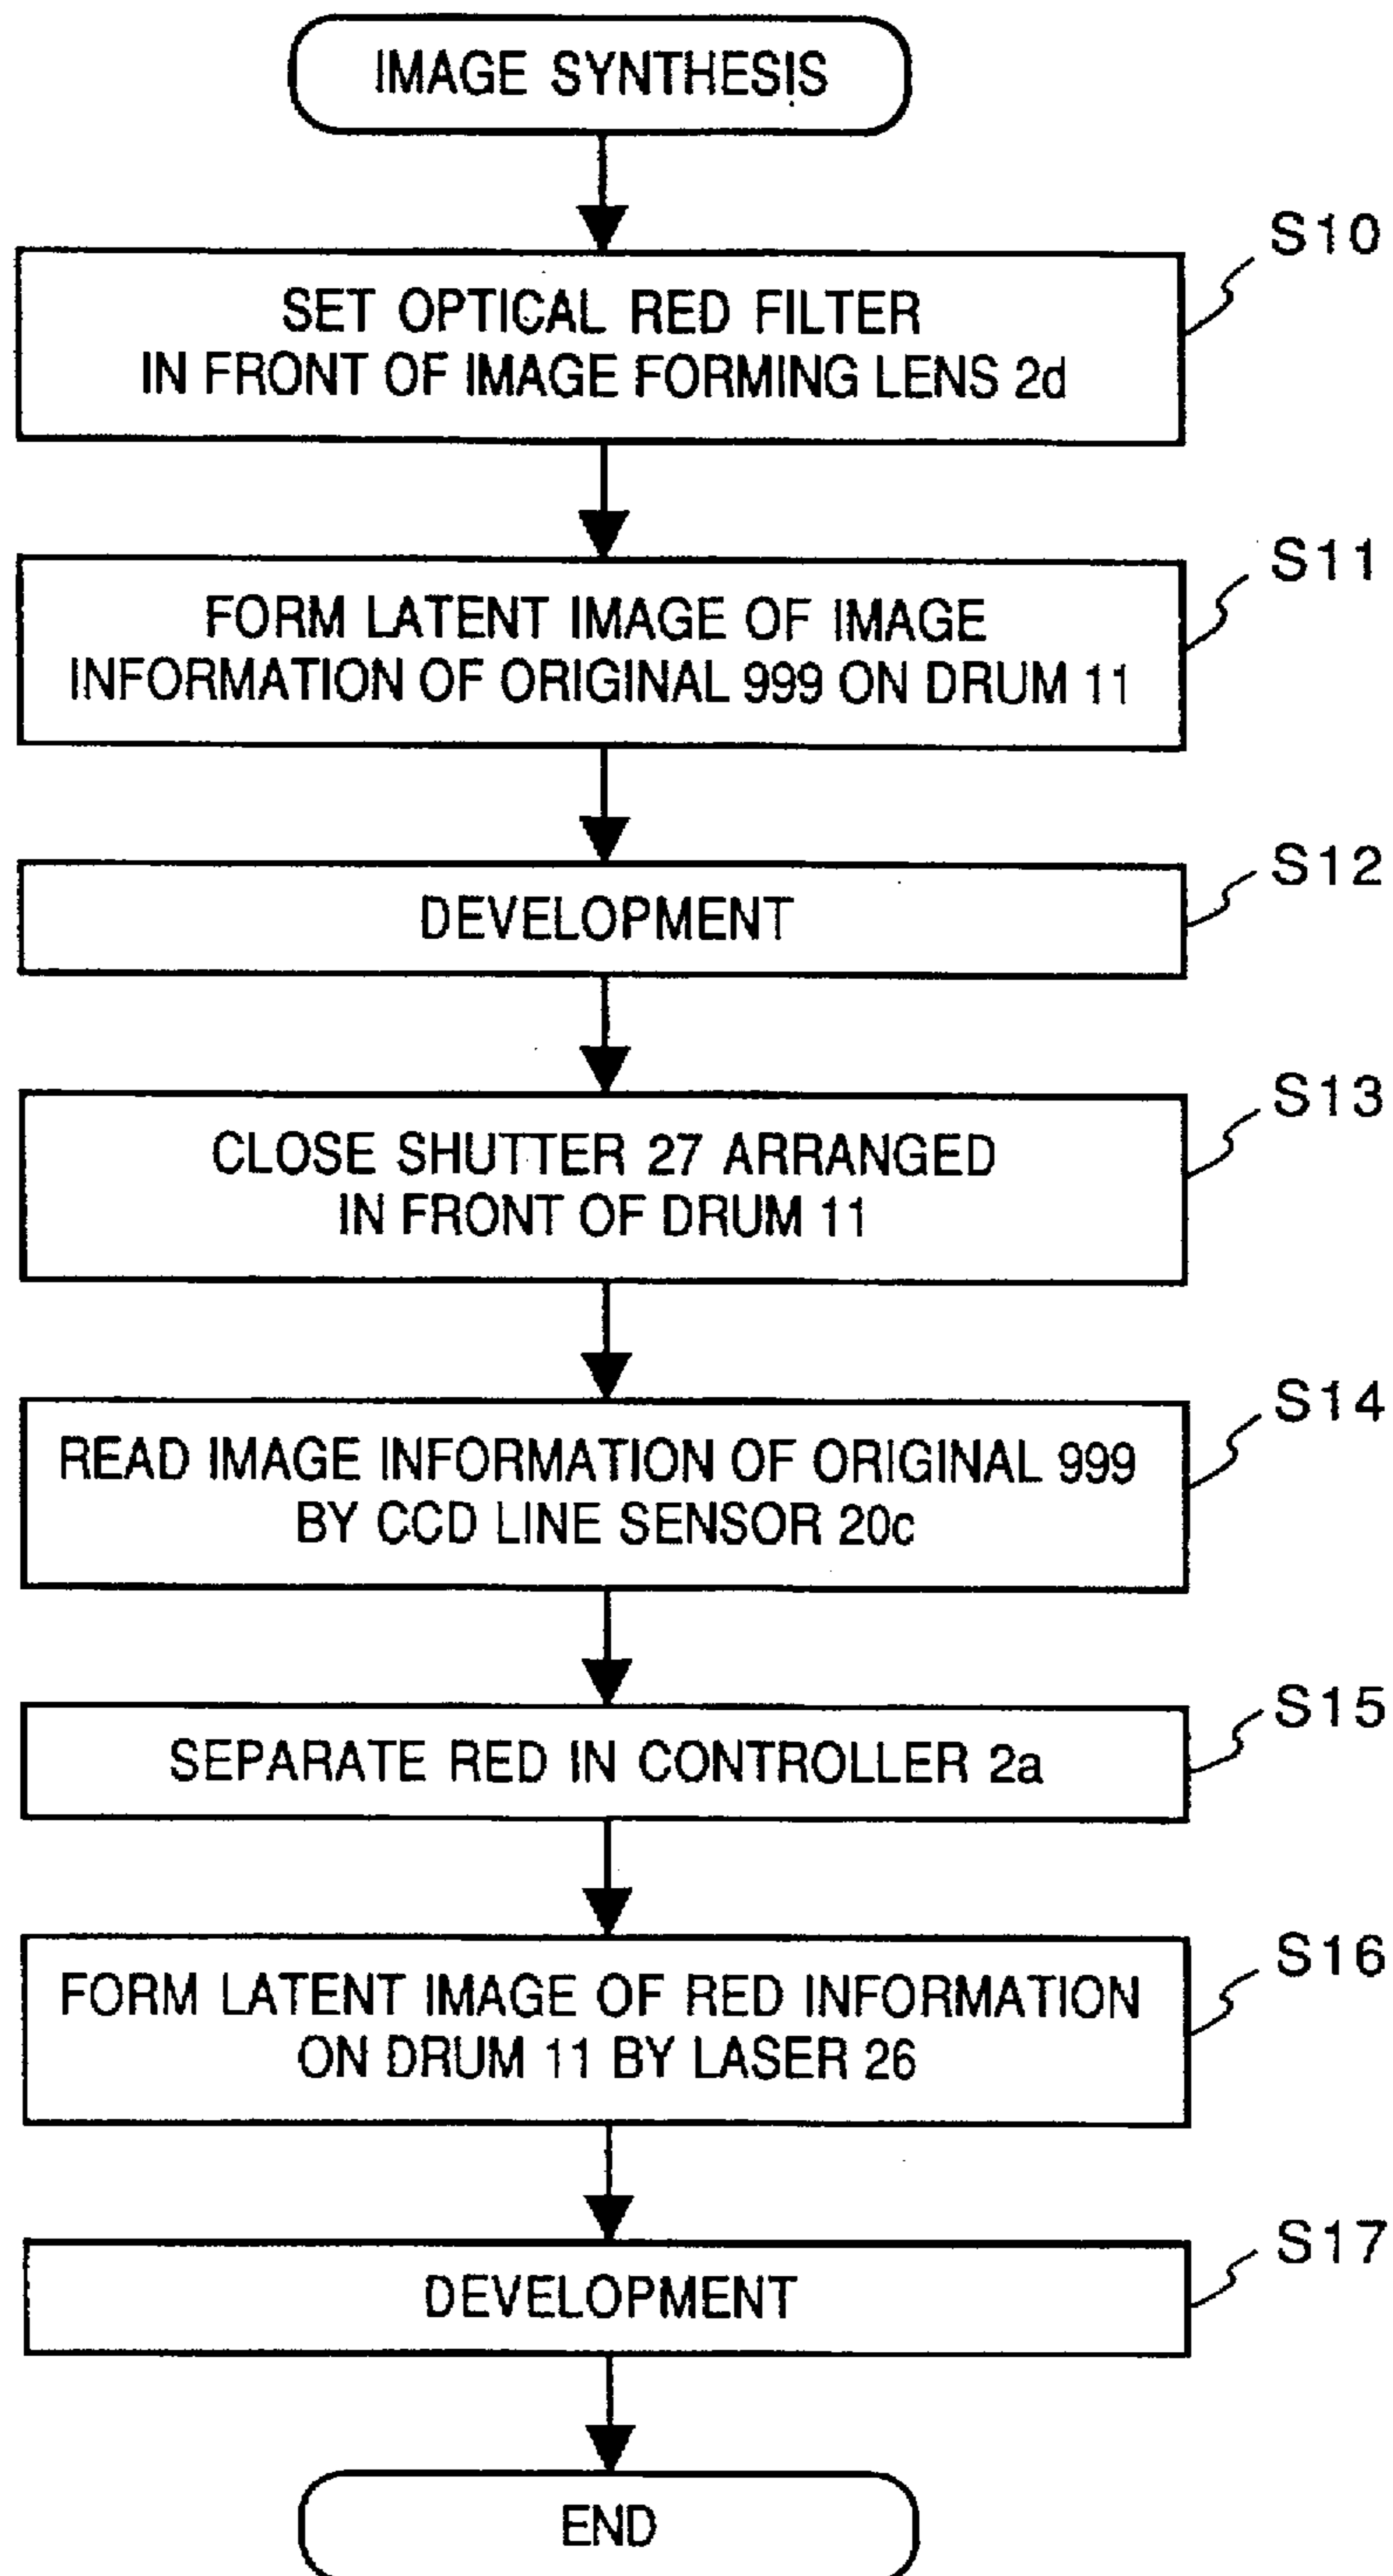 IMAGE SYNTHESIS
S10
SET OPTICAL RED FILTER
IN FRONT OF IMAGE FORMING LENS 2d
S11
FORM LATENT IMAGE OF IMAGE
INFORMATION OF ORIGINAL 999 ON DRUM 11
S12
DEVELOPMENT
S13
CLOSE SHUTTER 27 ARRANGED
IN FRONT OF DRUM 11
S14
READ IMAGE INFORMATION OF ORIGINAL 999
BY CCD LINE SENSOR 20c
S15
SEPARATE RED IN CONTROLLER 2a
S16
FORM LATENT IMAGE OF RED INFORMATION
ON DRUM 11 BY LASER 26
S17
DEVELOPMENT
END